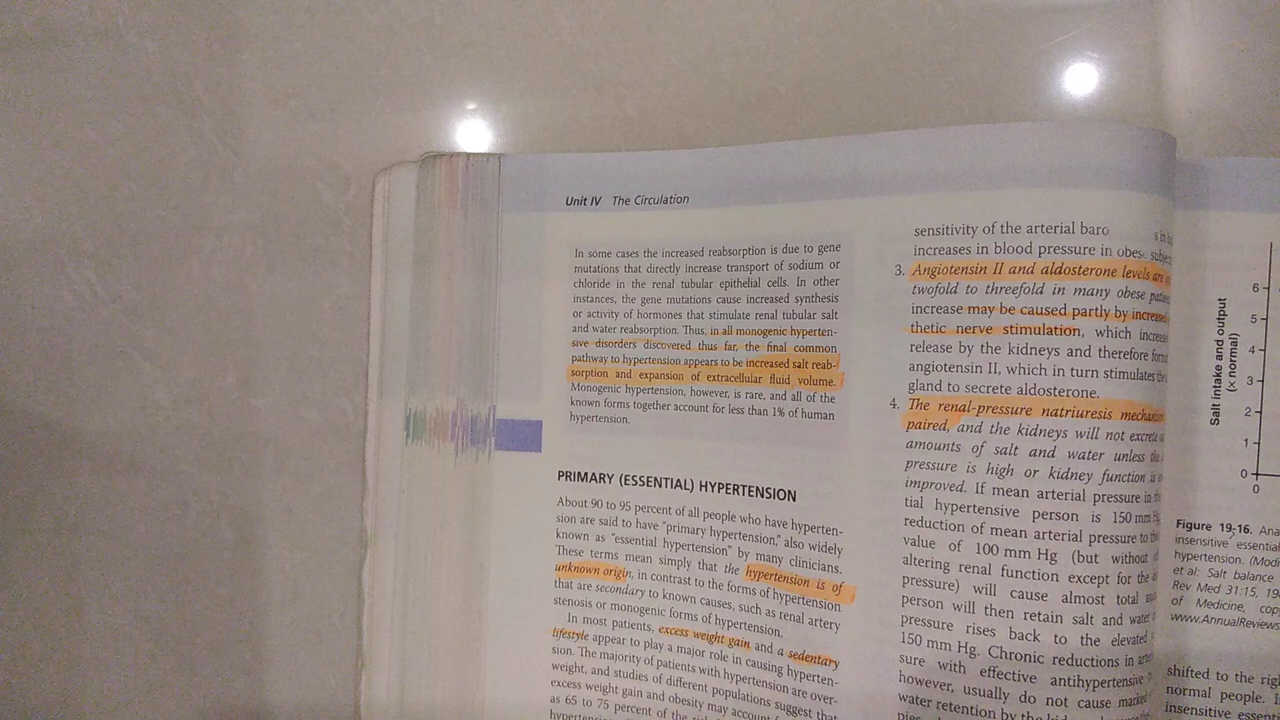 Unit IV The Circulation
In some cases the increased reabsorption is due to gene
mutations that directly increase transport of sodium or
chloride in the renal tubular epithelial cells. In other
instances, the gene mutations cause increased synthesis
or activity of hormones that stimulate renal tubular salt
and water reabsorption. Thus, in all monogenic hyperten-
sive disorders discovered thus far, the final common
pathway to hypertension appears to be increased salt reab-
sorption and expansion of extracellular fluid volume.
Monogenic hypertension, however, is rare, and all of the
known forms together account for less than 1% of human
hypertension.
PRIMARY (ESSENTIAL) HYPERTENSION
About 90 to 95 percent of all people who have hyperten-
sion are said to have "primary hypertension," also widely
known as "essential hypertension" by many clinicians.
These terms mean simply that the hypertension is of
unknown origin, in contrast to the forms of hypertension
that are secondary to known causes, such as renal artery
stenosis or monogenic forms of hypertension.
In most patients, excess weight gain and a sedentary
lifestyle appear to play a major role in causing hyperten-
sion. The majority of patients with hypertension are over-
weight, and studies of different populations suggest that
excess weight gain and obesity may account
as 65 to 75 percent of the
sensitivity of the arterial baro
increases in blood pressure in obese
3. Angiotensin II and aldosterone levels are
twofold to threefold in many obese
increase may be caused partly by increased
thetic nerve stimulation, which
release by the kidneys and therefore
angiotensin II, which in turn stimulates the
gland to secrete aldosterone.
4. The renal-pressure natriuresis
paired, and the kidneys will not excrete
amounts of salt and water unless the
pressure is high or kidney function is
improved. If mean arterial pressure in
tial hypertensive person is 150 mm
reduction of mean arterial pressure to
value of 100 mm Hg (but without
altering renal function except for the
pressure) will cause almost total
person will then retain salt and water
pressure rises back to the elevated
150 mm Hg. Chronic reductions in
sure with effective antihypertensive
however, usually do not cause marked
water retention by the
Salt intake and output
(× normal)
6
5
4
3
2
1
0
0
Figure 19-16.
insensitive essential
hypertension.
et al: Salt balance
Rev Med 31:15,
of Medicine,
shifted to the
normal people.
insensitive